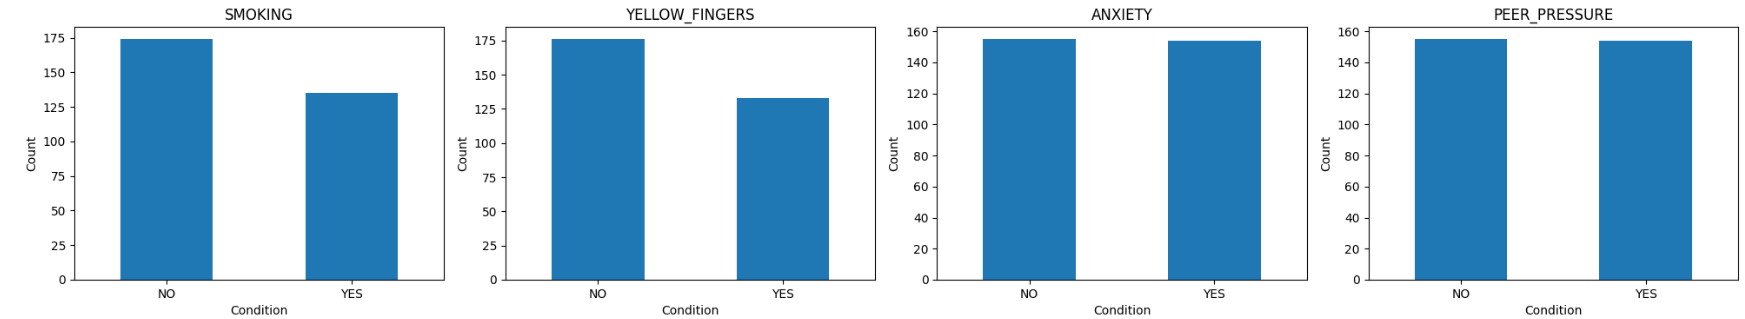 SMOKING
175
150
125
100
75
50
25
0
Count
NO
YES
Condition
YELLOW_FINGERS
175
150
125
100
75
50
25
0
Count
NO
YES
Condition
ANXIETY
160
140
120
100
80
60
40
20
0
Count
NO
YES
Condition
PEER_PRESSURE
160
140
120
100
80
60
40
20
0
Count
NO
YES
Condition